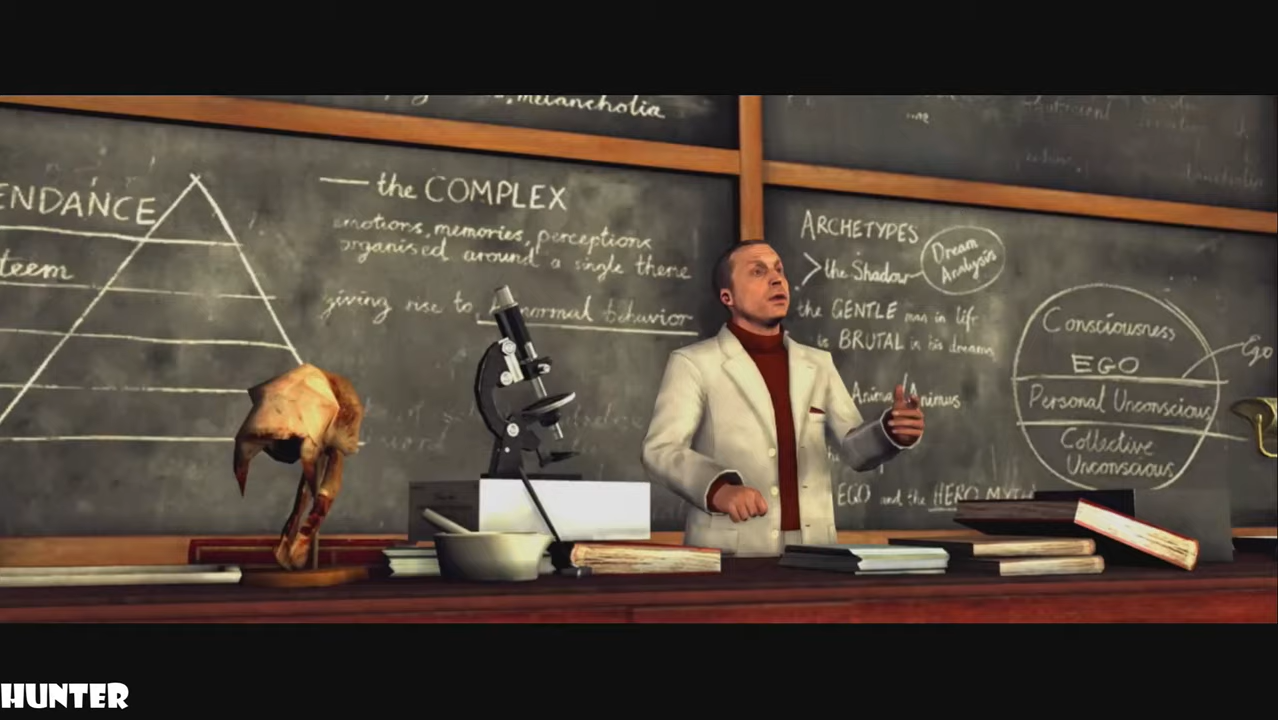 melancholia
ENDANCE
teem
the COMPLEX
emotions, memories, perceptions
organised around a single theme
giving rise to abnormal behavior
ARCHETYPES
the Shadow
Dream
Analysis
the GENTLE man in life
is BRUTAL in his dreams
Anima/Animus
EGO and the HERO MYTH
Consciousness
EGO
Ego
Personal Unconscious
Collective
Unconscious
HUNTER